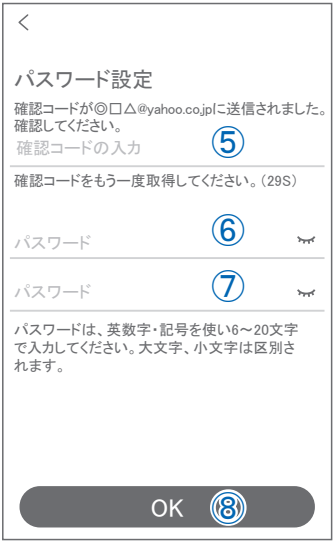 パスワード設定
確認コードが◎□△@yahoo.co.jpに送信されました。
確認してください。
確認コードの入力 ⑤
確認コードをもう一度取得してください。(29S)
パスワード ⑥
パスワード ⑦
パスワードは、英数字・記号を使い6〜20文字
で入力してください。大文字、小文字は区別さ
れます。
OK ⑧